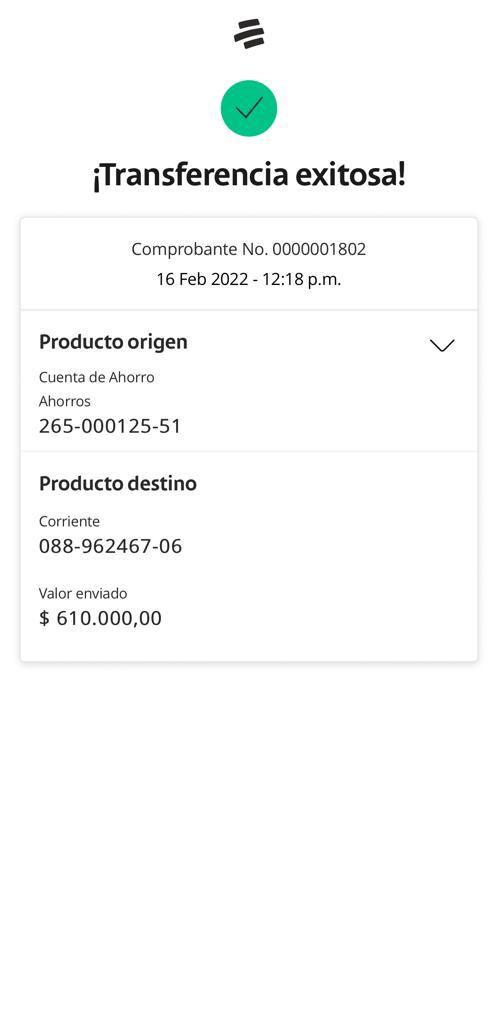 ¡Transferencia exitosa!
Comprobante No. 0000001802
16 Feb 2022 - 12:18 p.m.
Producto origen
Cuenta de Ahorro
Ahorros
265-000125-51
Producto destino
Corriente
088-962467-06
Valor enviado
$ 610.000,00